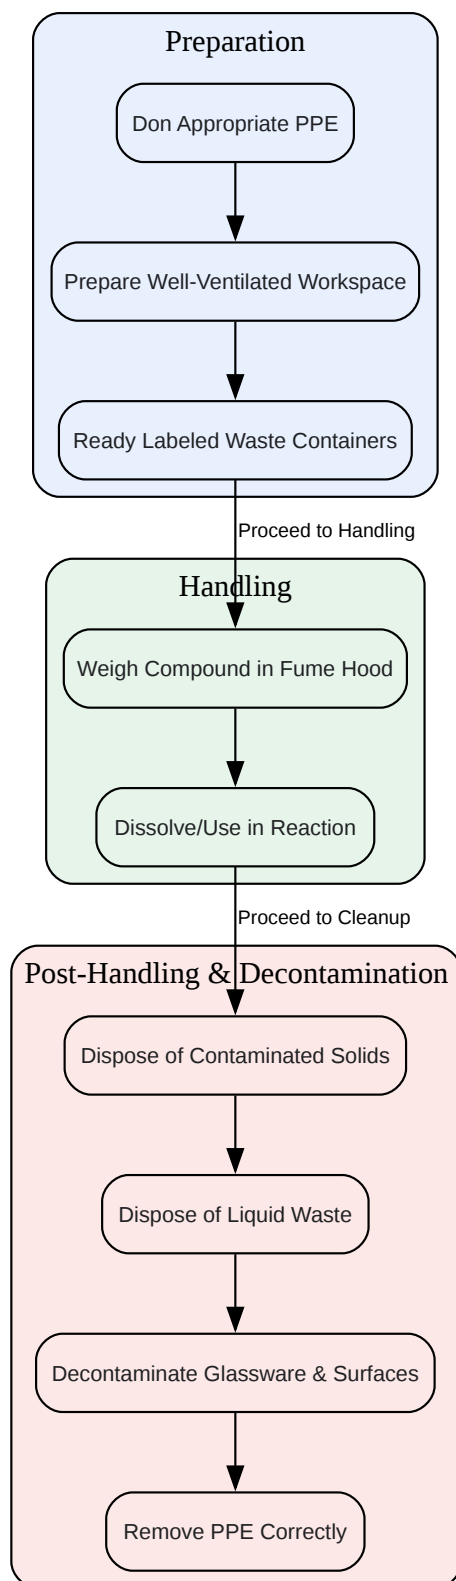 Preparation
Don Appropriate PPE
Prepare Well-Ventilated Workspace
Ready Labeled Waste Containers
Proceed to Handling
Handling
Weigh Compound in Fume Hood
Dissolve/Use in Reaction
Proceed to Cleanup
Post-Handling & Decontamination
Dispose of Contaminated Solids
Dispose of Liquid Waste
Decontaminate Glassware & Surfaces
Remove PPE Correctly